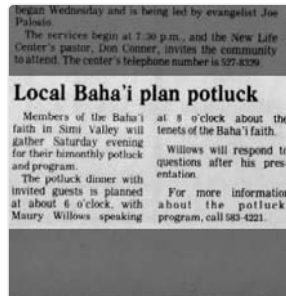 began Wednesday and is being led by evangelist Joe
Palosio.
The services begin at 7:30 p.m., and the New Life
Center's pastor, Don Conner, invites the community
to attend. The center's telephone number is 527-8329
Local Baha'i plan potluck
Members of the Baha'i
faith in Simi Valley will
gather Saturday evening
for their bimonthly potluck
and program.
The potluck dinner with
invited guests is planned
at about 6 o'clock, with
Maury Willows speaking
at 8 o'clock about the
tenets of the Baha'i faith.
Willows will respond to
questions after his pres-
entation.
For more information
about the potluck
program, call 583-4221.